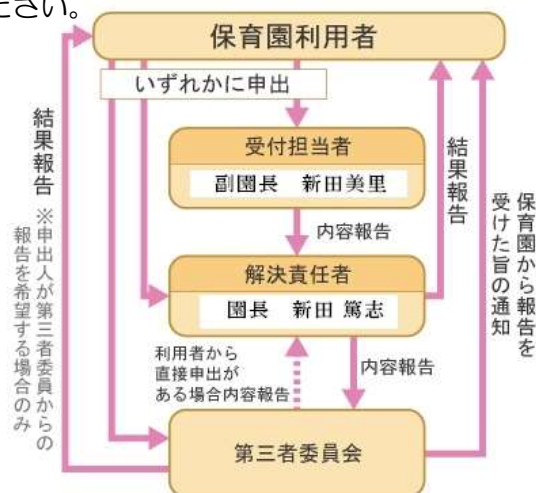 ださい。
保育園利用者
いずれかに申出
受付担当者
副園長 新田美里
内容報告
解決責任者
園長 新田 篤志
利用者から
直接申出が
ある場合内容報告
内容報告
第三者委員会
結果報告
※申出人が第三者委員からの
報告を希望する場合のみ
結果報告
保育園から報告を
受けた旨の通知